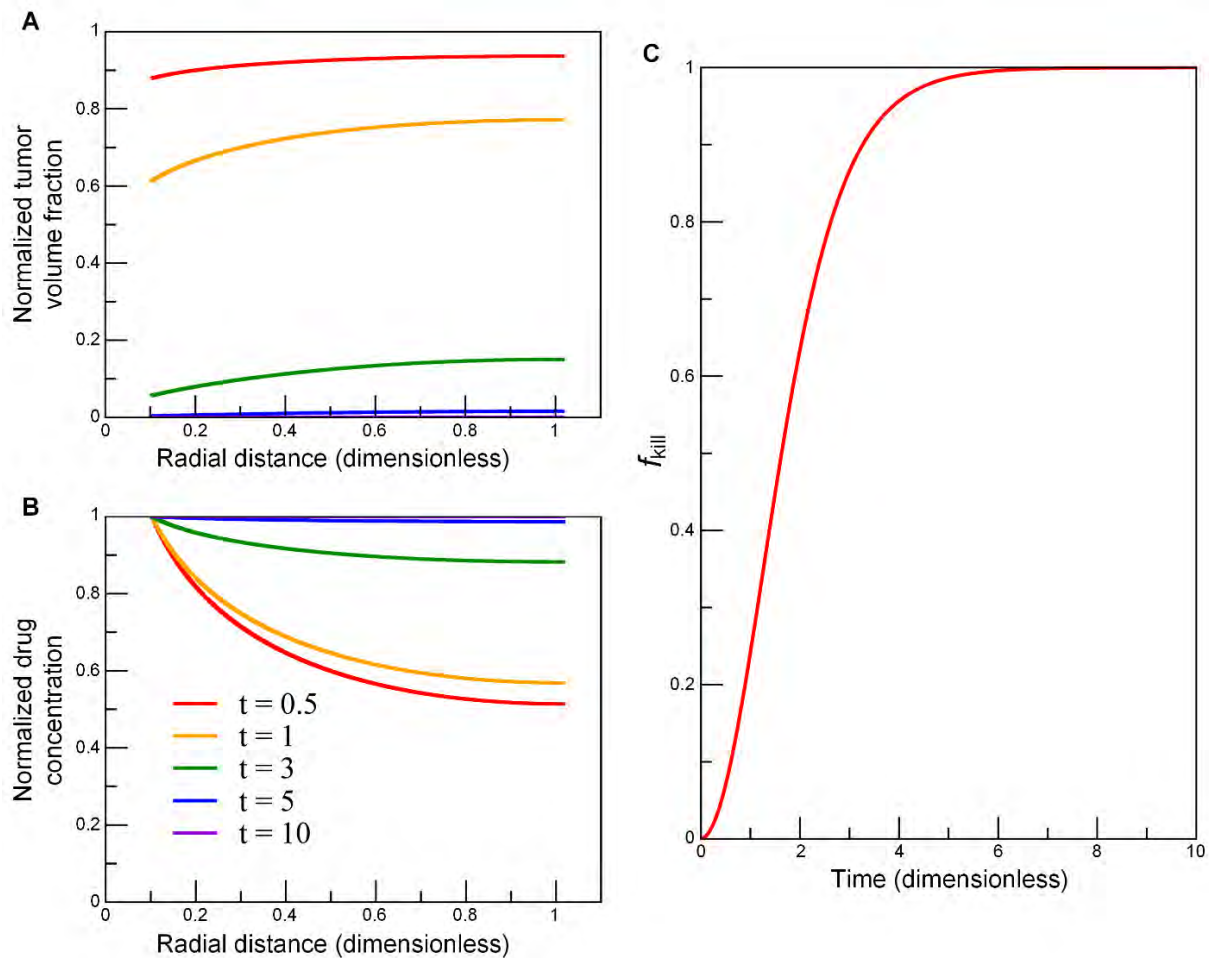 A
1
0.8
0.6
0.4
0.2
0
0
0.2
0.4
0.6
0.8
1
Normalized tumor
volume fraction
Radial distance (dimensionless)
B
1
0.8
0.6
0.4
0.2
0
0
0.2
0.4
0.6
0.8
1
Normalized drug
concentration
t = 0.5
t = 1
t = 3
t = 5
t = 10
Radial distance (dimensionless)
C
1
0.8
0.6
0.4
0.2
0
0
2
4
6
8
10
fkill
Time (dimensionless)